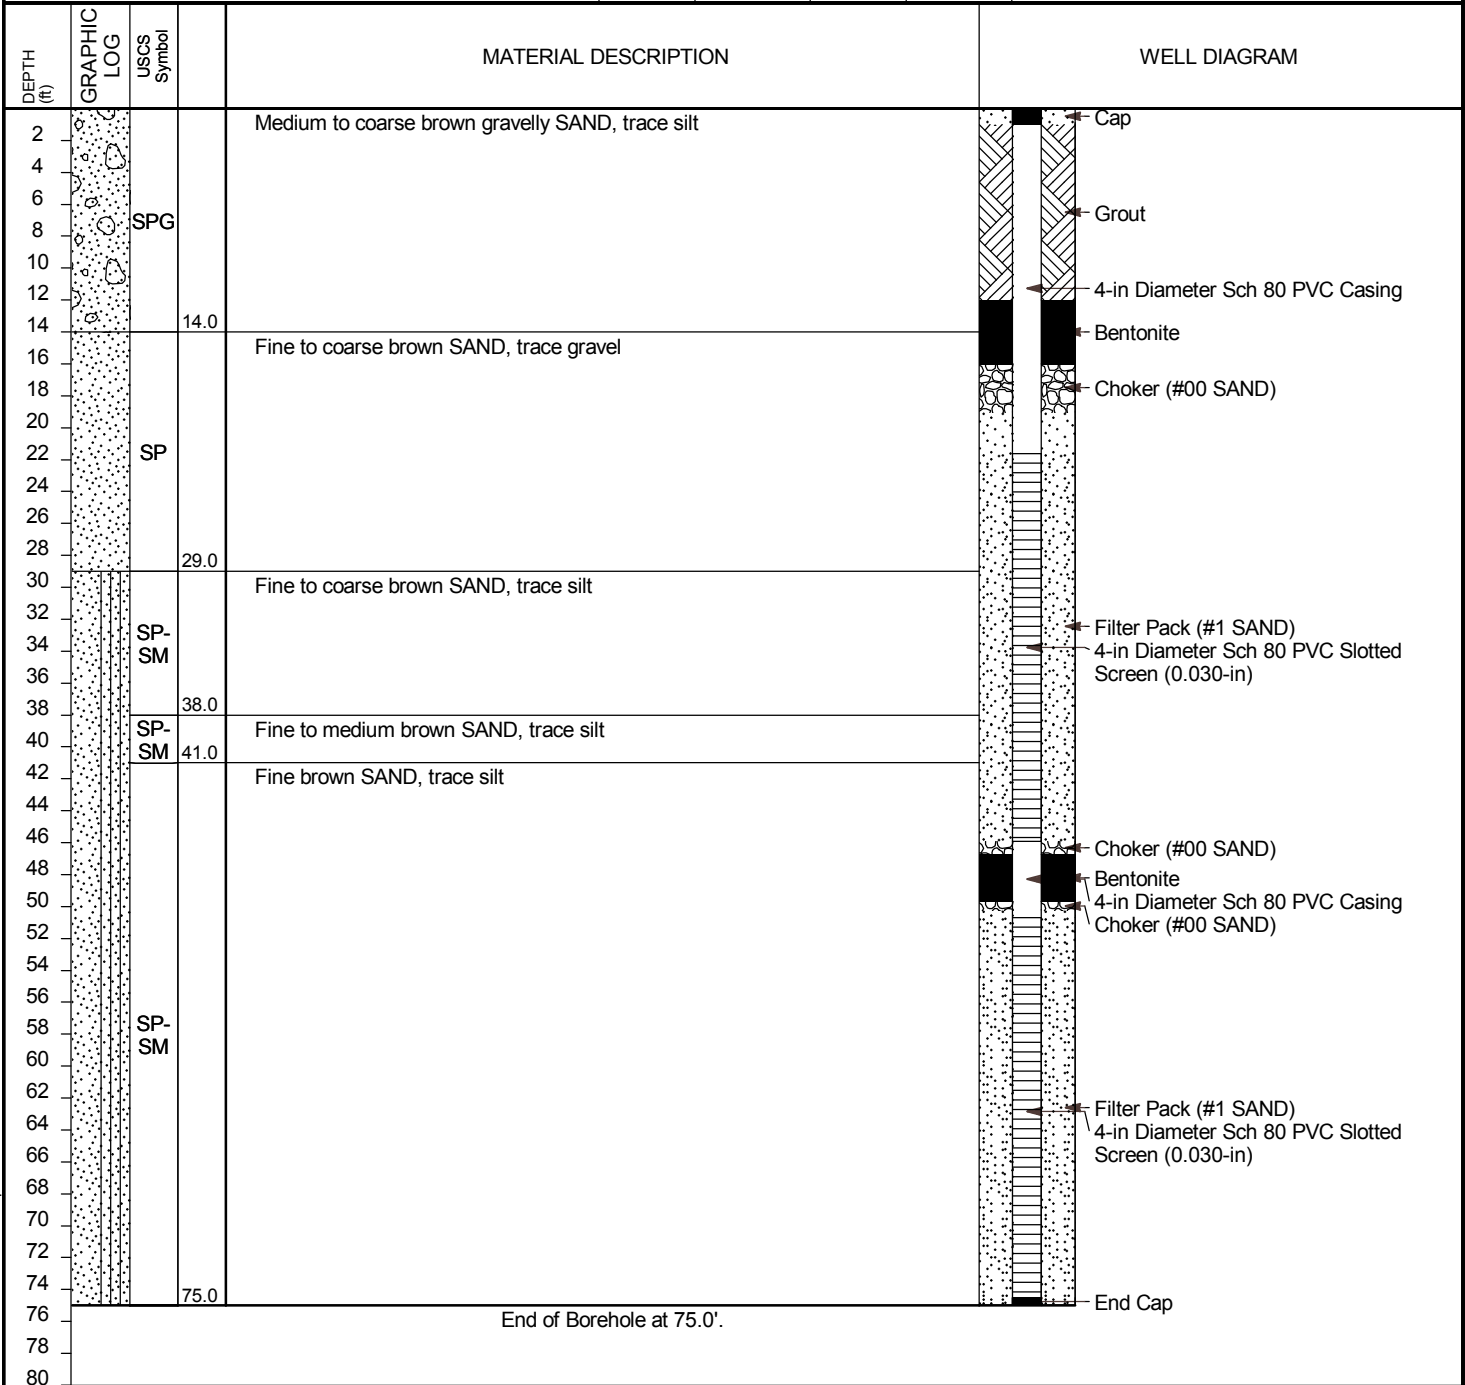 DEPTH
(ft)
GRAPHIC
LOG
USCS
Symbol
MATERIAL DESCRIPTION
WELL DIAGRAM
2
4
6
8
10
12
14
16
18
20
22
24
26
28
30
32
34
36
38
40
42
44
46
48
50
52
54
56
58
60
62
64
66
68
70
72
74
76
78
80
SPG
14.0
Medium to coarse brown gravelly SAND, trace silt
SP
29.0
Fine to coarse brown SAND, trace gravel
SP-
SM
38.0
Fine to coarse brown SAND, trace silt
SP-
SM
41.0
Fine to medium brown SAND, trace silt
SP-
SM
75.0
Fine brown SAND, trace silt
End of Borehole at 75.0'.
Cap
Grout
4-in Diameter Sch 80 PVC Casing
Bentonite
Choker (#00 SAND)
Filter Pack (#1 SAND)
4-in Diameter Sch 80 PVC Slotted
Screen (0.030-in)
Choker (#00 SAND)
Bentonite
4-in Diameter Sch 80 PVC Casing
Choker (#00 SAND)
Filter Pack (#1 SAND)
4-in Diameter Sch 80 PVC Slotted
Screen (0.030-in)
End Cap